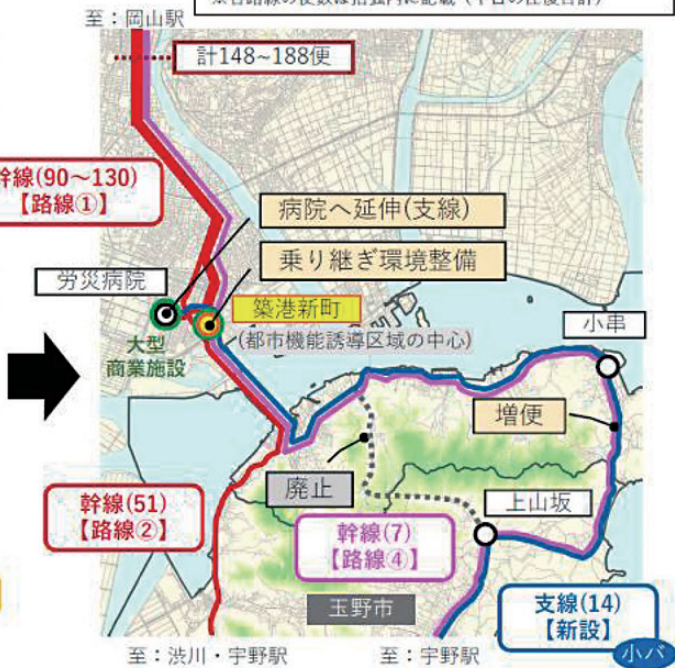 至：岡山駅
計148~188便
幹線(90～130)
【路線①】
病院へ延伸(支線)
乗り継ぎ環境整備
労災病院
築港新町
(都市機能誘導区域の中心)
大型
商業施設
小串
増便
廃止
上山坂
幹線(51)
【路線②】
幹線(7)
【路線④】
玉野市
支線(14)
【新設】
小バ
至：渋川・宇野駅
至：宇野駅